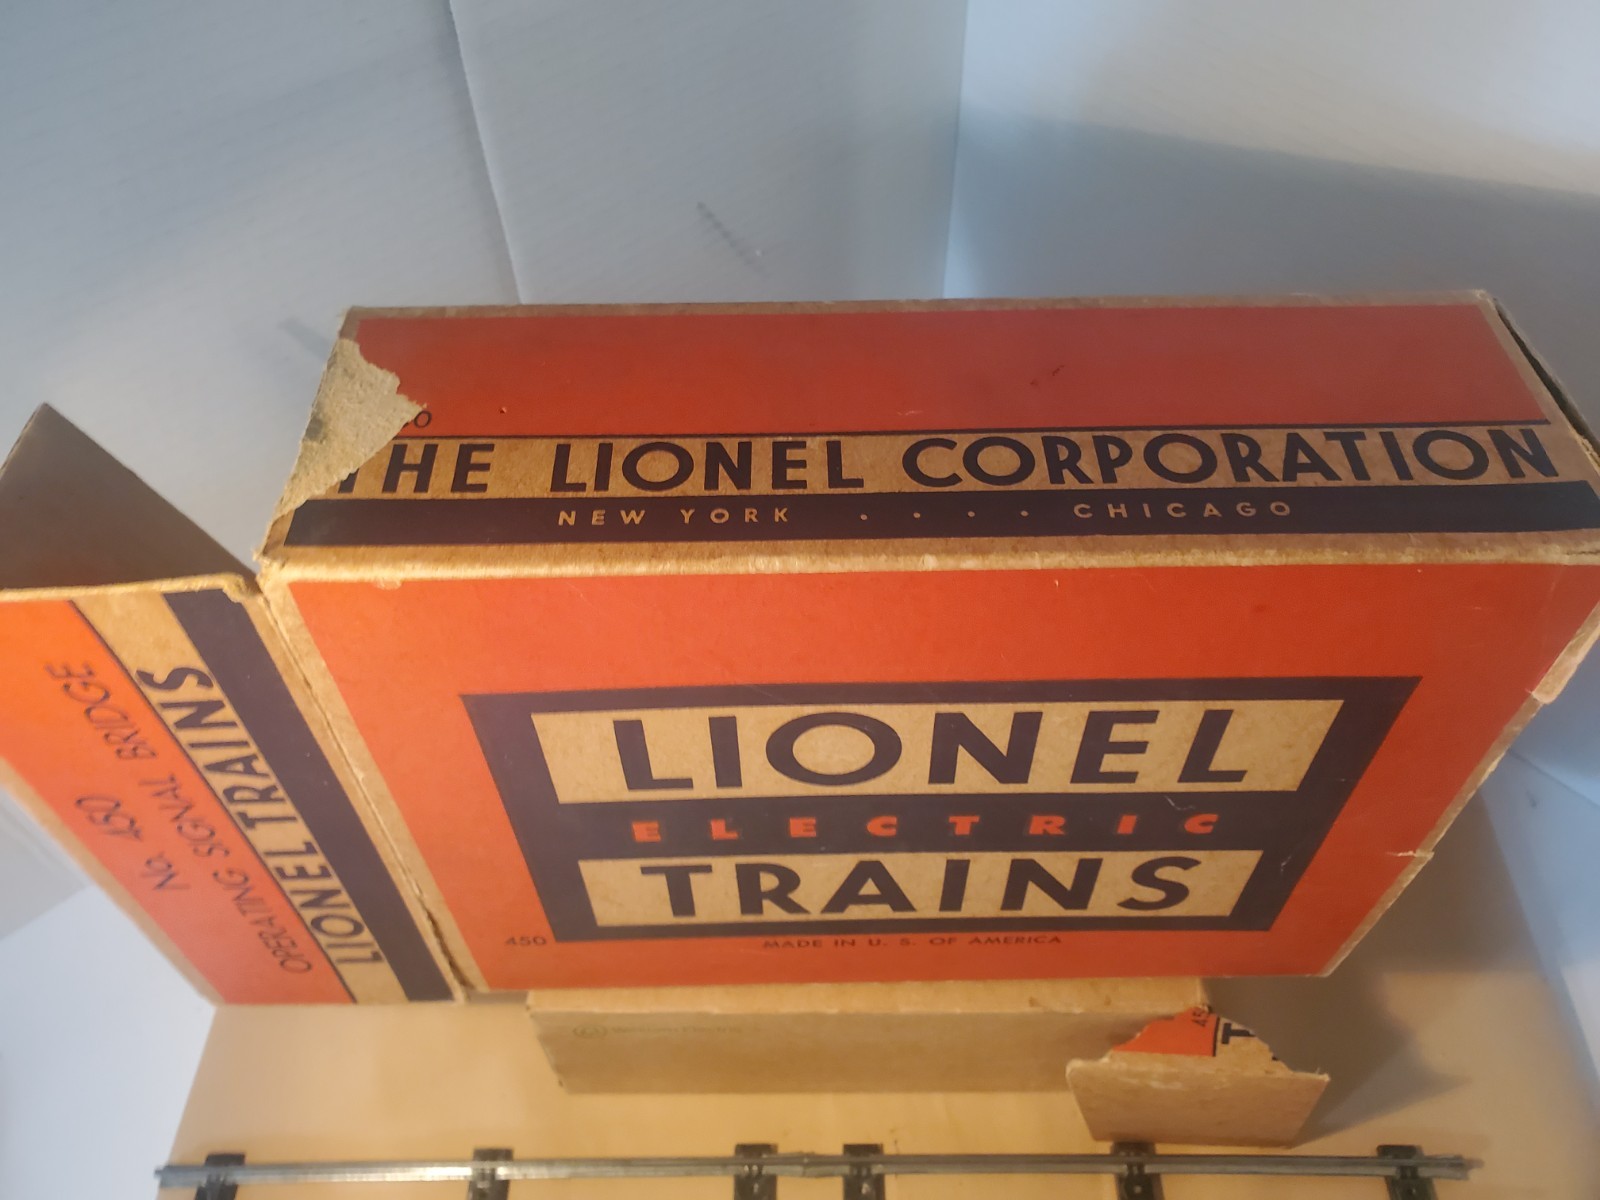 THE LIONEL CORPORATION
NEW YORK . . . . CHICAGO
LIONEL
ELECTRIC
TRAINS
450
MADE IN U. S. OF AMERICA
LIONEL TRAINS
OPERATING SIGNAL BRIDGE
No. 450